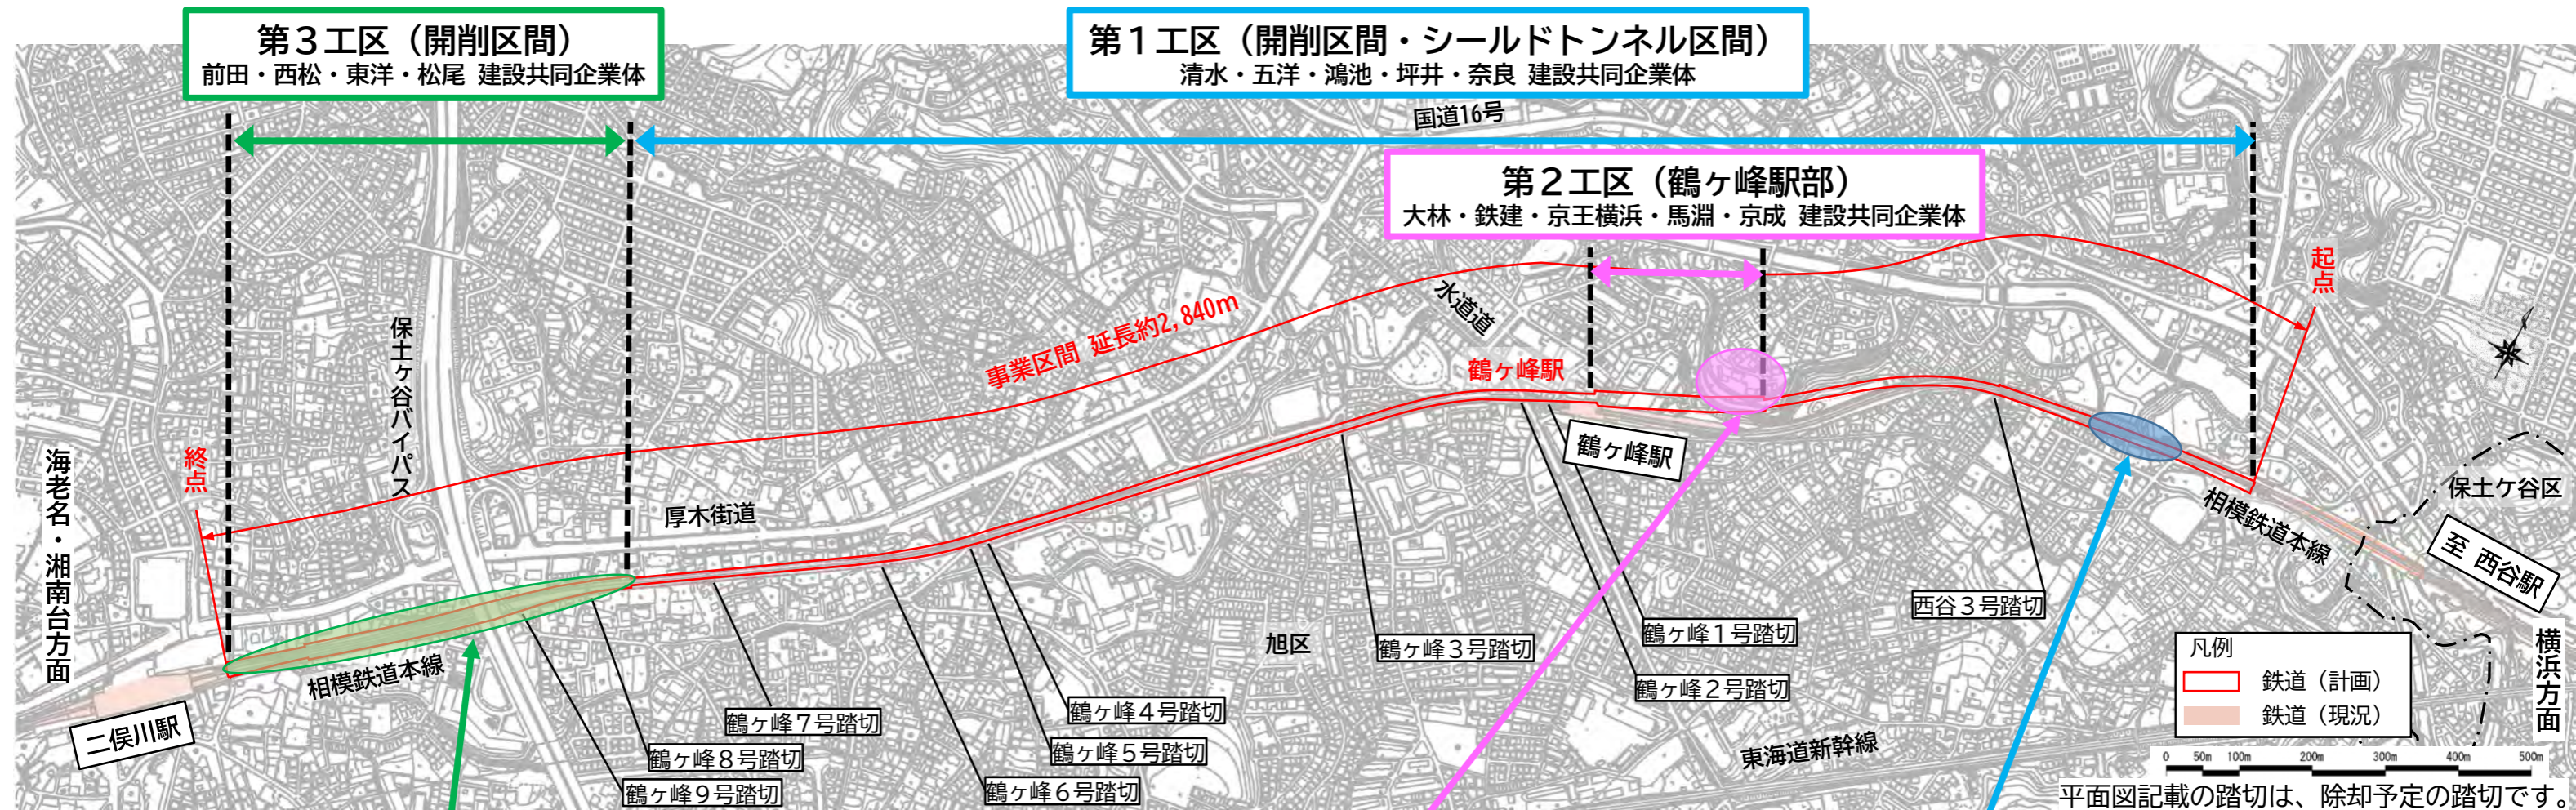 第３工区（開削区間）
前田・西松・東洋・松尾 建設共同企業体
第１工区（開削区間・シールドトンネル区間）
清水・五洋・鴻池・坪井・奈良 建設共同企業体
国道16号
第２工区（鶴ヶ峰駅部）
大林・鉄建・京王横浜・馬淵・京成 建設共同企業体
起点
水道道
事業区間 延長約2,840m
保土ヶ谷バイパス
鶴ヶ峰駅
鶴ヶ峰駅
終点
海老名・湘南台方面
厚木街道
保土ケ谷区
相模鉄道本線
至 西谷駅
西谷３号踏切
鶴ヶ峰１号踏切
旭区
鶴ヶ峰３号踏切
横浜方面
凡例
鉄道（計画）
鉄道（現況）
相模鉄道本線
鶴ヶ峰２号踏切
鶴ヶ峰４号踏切
鶴ヶ峰７号踏切
二俣川駅
鶴ヶ峰５号踏切
鶴ヶ峰８号踏切
東海道新幹線
鶴ヶ峰６号踏切
鶴ヶ峰９号踏切
0 50m 100m 200m 300m 400m 500m
平面図記載の踏切は、除却予定の踏切です。